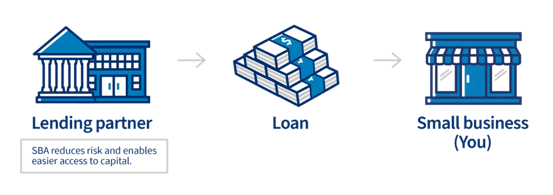 Lending partner
Loan
Small business
(You)
SBA reduces risk and enables
easier access to capital.